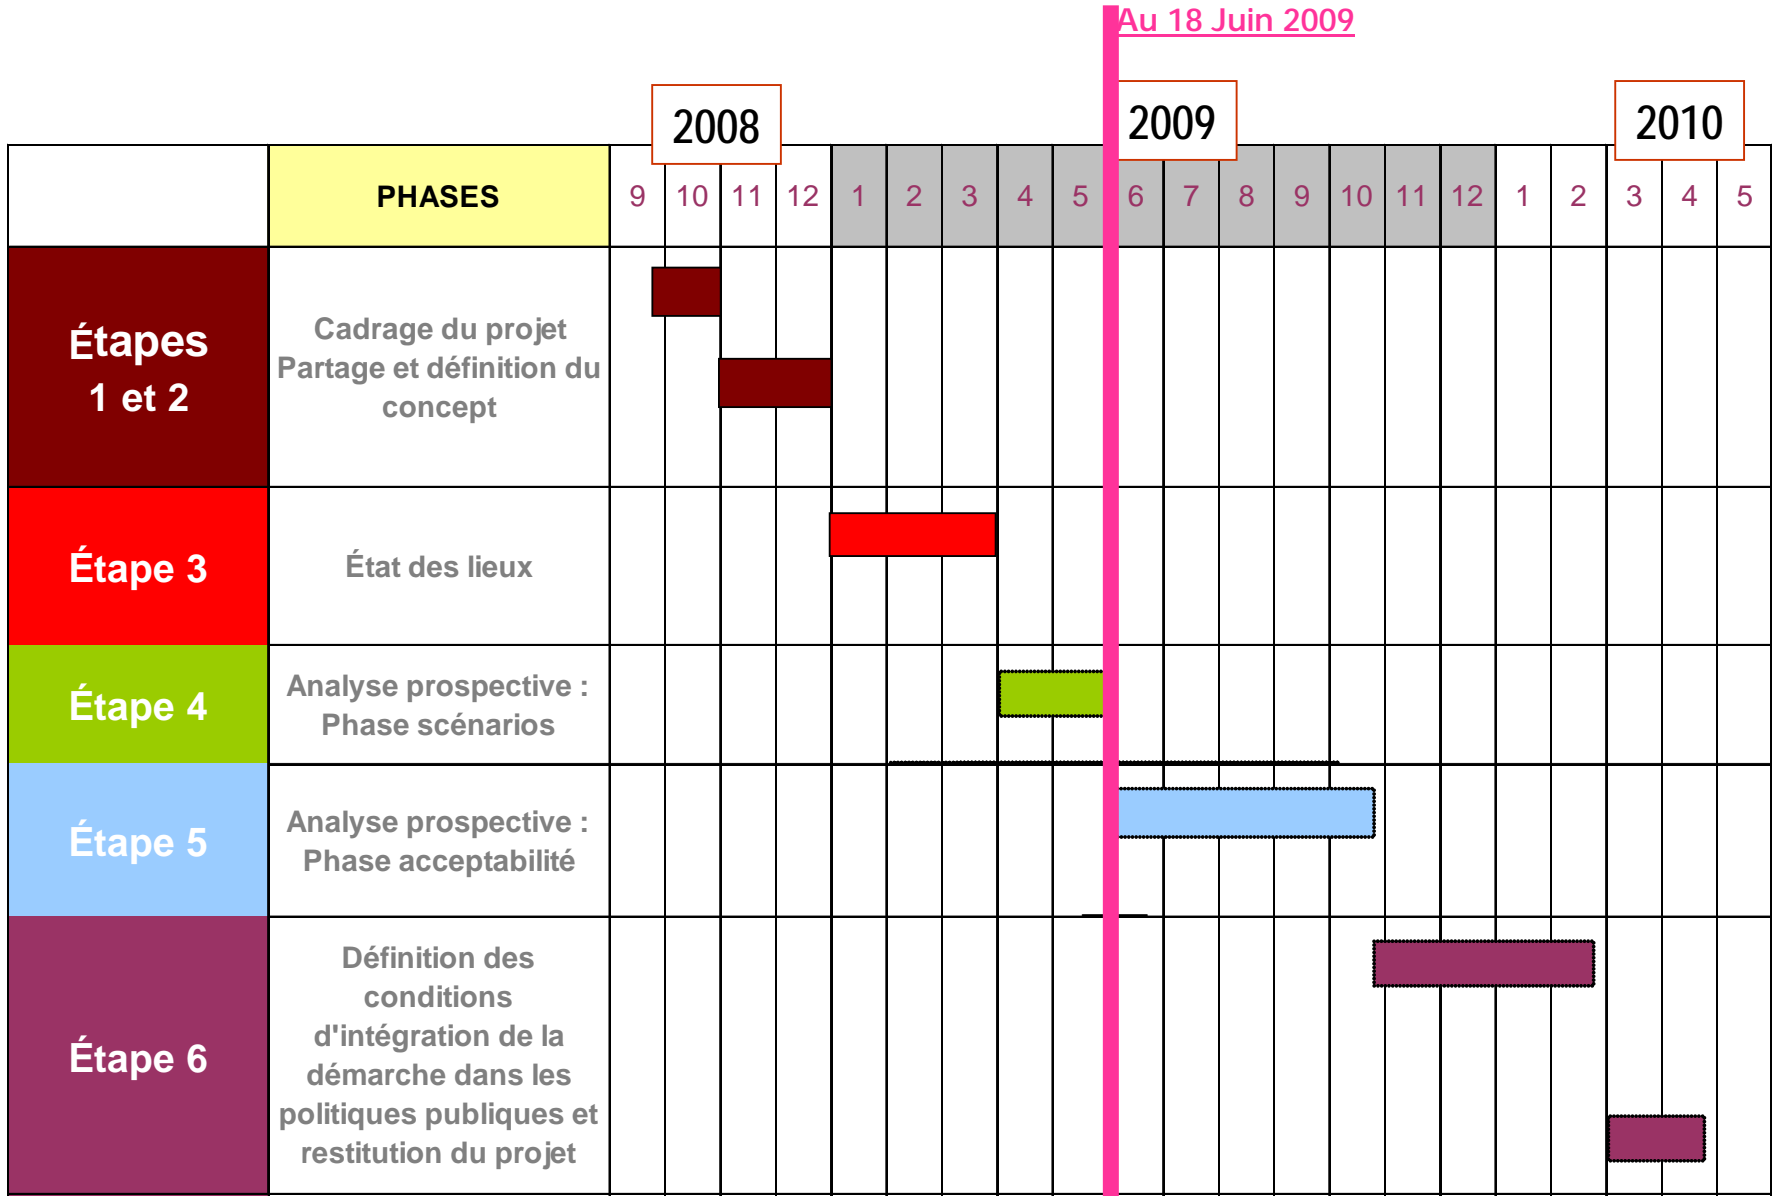 Au 18 Juin 2009
2008
2009
2010
PHASES
9 10 11 12 1 2 3 4 5 6 7 8 9 10 11 12 1 2 3 4 5
Étapes
1 et 2
Cadrage du projet
Partage et définition du
concept
Étape 3
État des lieux
Étape 4
Analyse prospective :
Phase scénarios
Étape 5
Analyse prospective :
Phase acceptabilité
Étape 6
Définition des
conditions
d'intégration de la
démarche dans les
politiques publiques et
restitution du projet